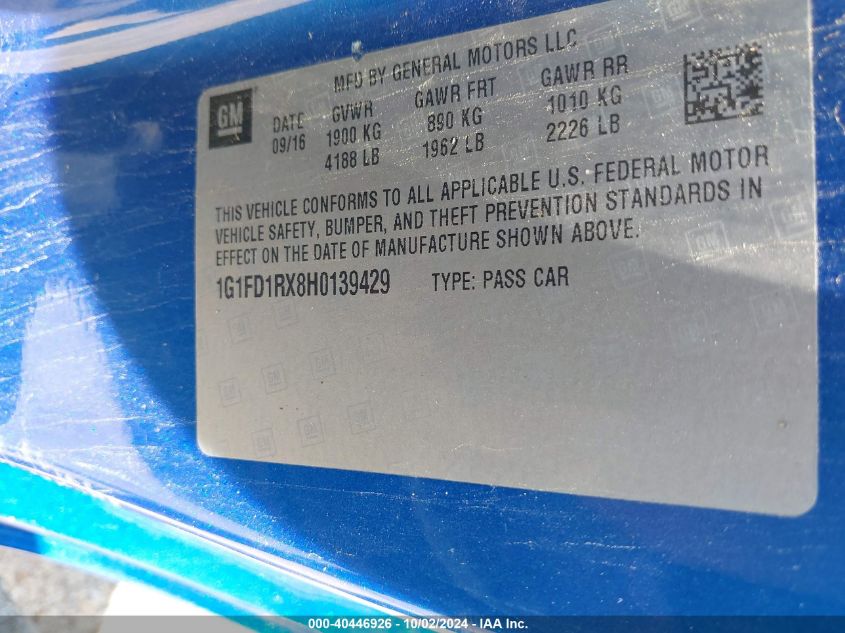 MFD BY GENERAL MOTORS LLC
GM DATE GVWR GAWR FRT GAWR RR
09/16 1900 KG 890 KG 1010 KG
4188 LB 1962 LB 2226 LB
THIS VEHICLE CONFORMS TO ALL APPLICABLE U.S. FEDERAL MOTOR
VEHICLE SAFETY, BUMPER, AND THEFT PREVENTION STANDARDS IN
EFFECT ON THE DATE OF MANUFACTURE SHOWN ABOVE.
1G1FD1RX8H0139429 TYPE: PASS CAR
000-40446926 - 10/02/2024 - IAA Inc.